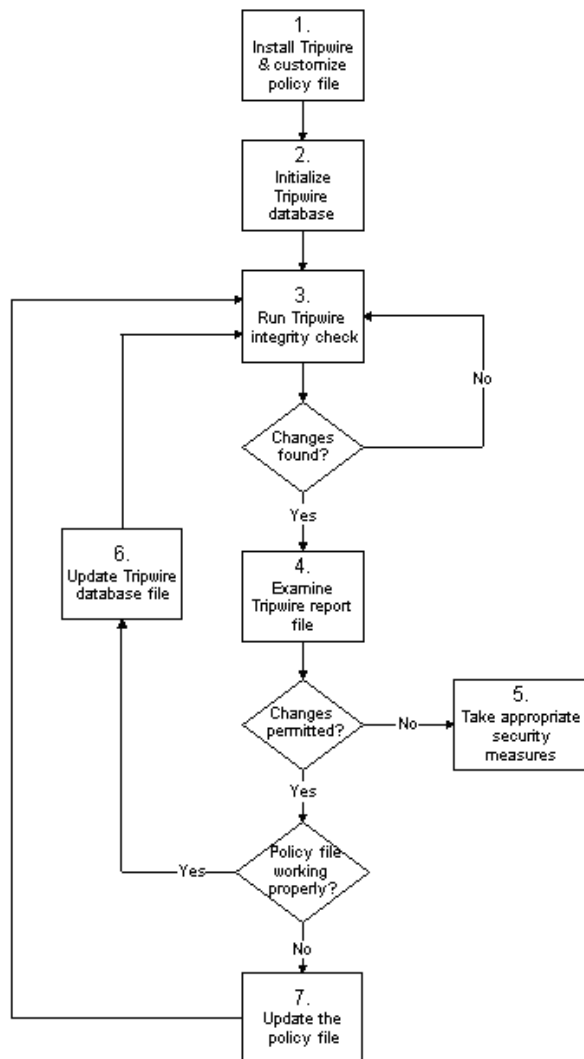 1.
Install Tripwire
& customize
policy file
2.
Initialize
Tripwire
database
3.
Run Tripwire
integrity check
No
Changes
found?
Yes
6.
Update Tripwire
database file
4.
Examine
Tripwire report
file
Changes
permitted?
No
5.
Take appropriate
security
measures
Yes
Policy file
working
properly?
Yes
No
7.
Update the
policy file